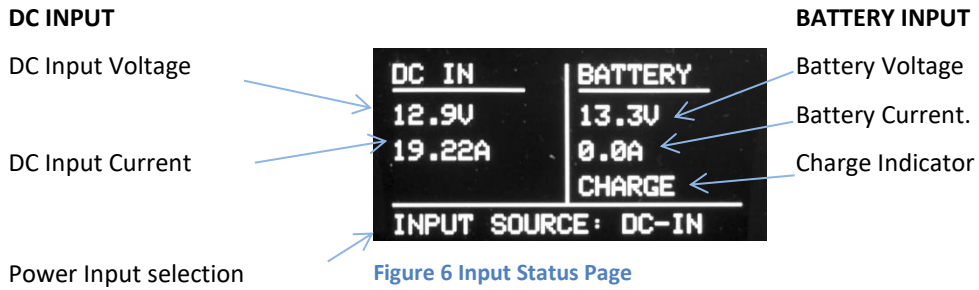 DC INPUT
BATTERY INPUT
DC Input Voltage
Battery Voltage
Battery Current.
DC Input Current
Charge Indicator
DC IN
BATTERY
12.9V
13.3V
19.22A
0.0A
CHARGE
INPUT SOURCE: DC-IN
Power Input selection
Figure 6 Input Status Page